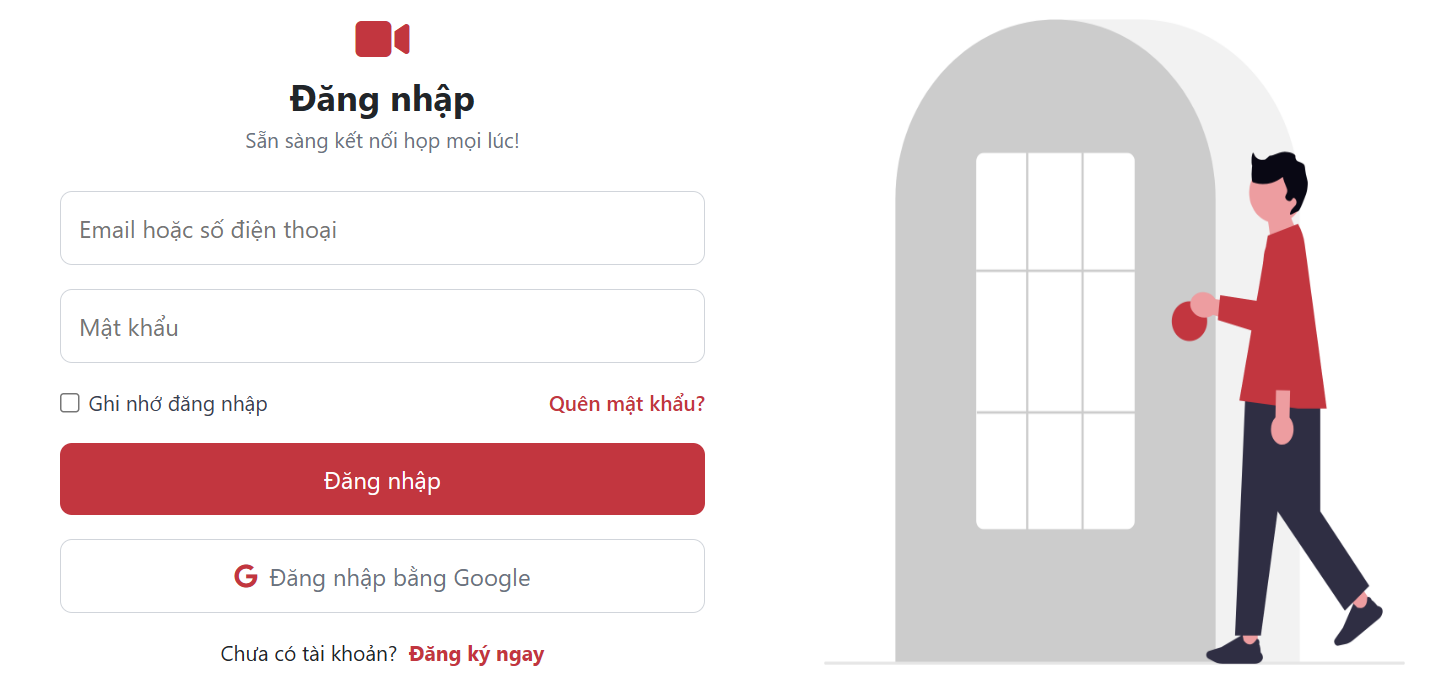 Đăng nhập
Sẵn sàng kết nối họp mọi lúc!
Email hoặc số điện thoại
Mật khẩu
Ghi nhớ đăng nhập
Quên mật khẩu?
Đăng nhập
G Đăng nhập bằng Google
Chưa có tài khoản? Đăng ký ngay